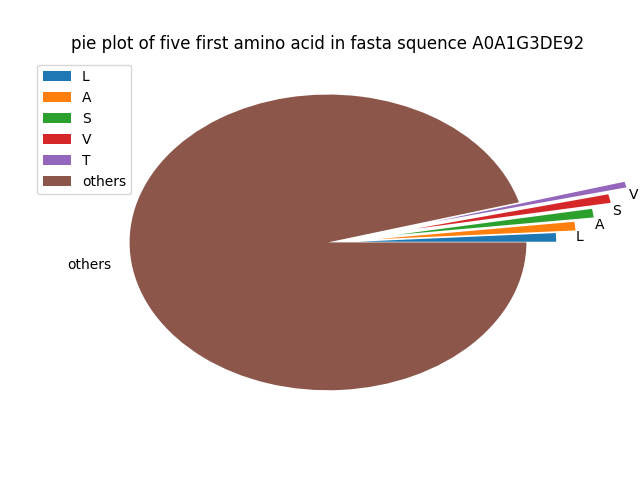 pie plot of five first amino acid in fasta squence A0A1G3DE92
L
A
S
V
T
others
V
S
A
L
others